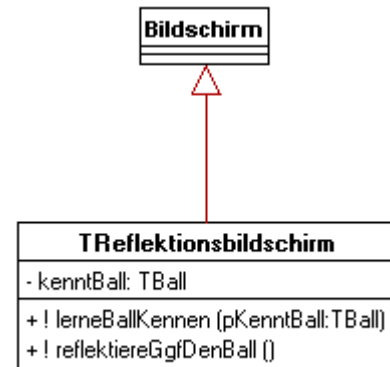 Bildschirm
TReflektionsbildschirm
- kenntBall: TBall
+ ! lerneBallKennen (pKenntBall:TBall)
+ ! reflektiereGgfDenBall ()